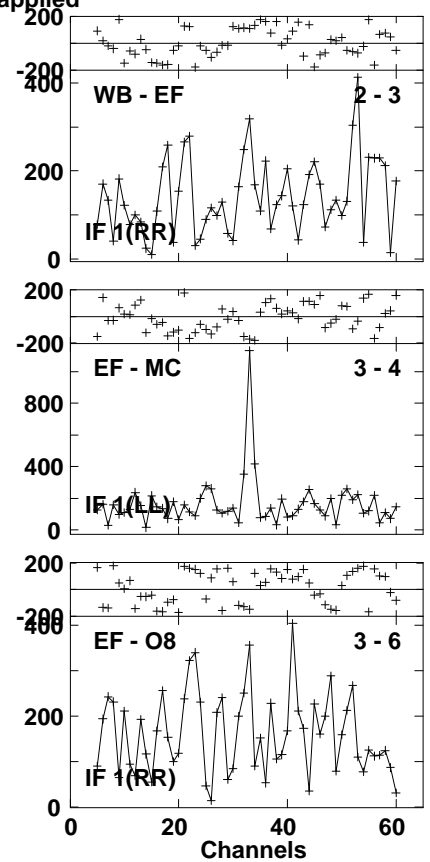 applied
200
-200
400
WB - EF 2 - 3
200
IF 1(RR)
0
200
-200
EF - MC 3 - 4
800
400
IF 1(LL)
0
200
-200
400
EF - O8 3 - 6
200
IF 1(RR)
0
0 20 40 60
Channels